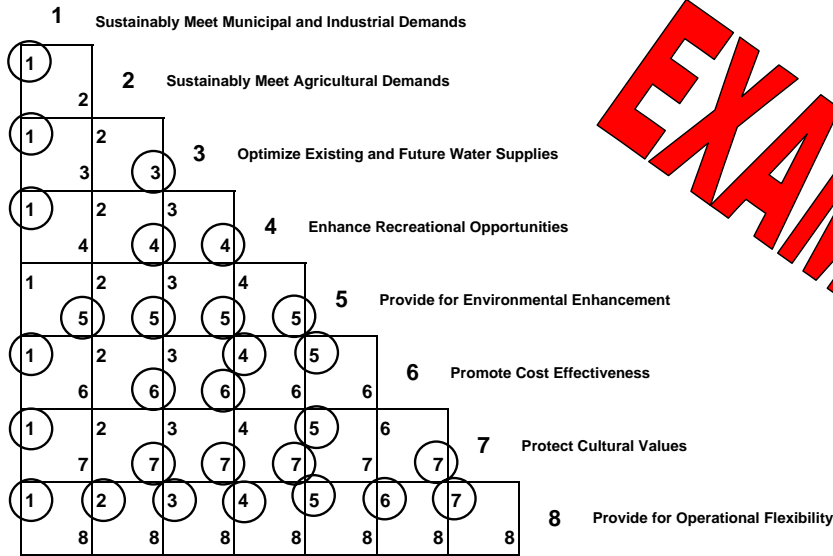 1 Sustainably Meet Municipal and Industrial Demands
1
2 Sustainably Meet Agricultural Demands
2
1 2
3 Optimize Existing and Future Water Supplies
3 3
1 2 3
4 Enhance Recreational Opportunities
4 4 4
1 2 3 4
5 Provide for Environmental Enhancement
5 5 5 5
1 2 3 4 5
6 Promote Cost Effectiveness
6 6 6 6 6
1 2 3 4 5 6
7 Protect Cultural Values
7 7 7 7 7 7
1 2 3 4 5 6 7
8 Provide for Operational Flexibility
8 8 8 8 8 8 8
EXAM